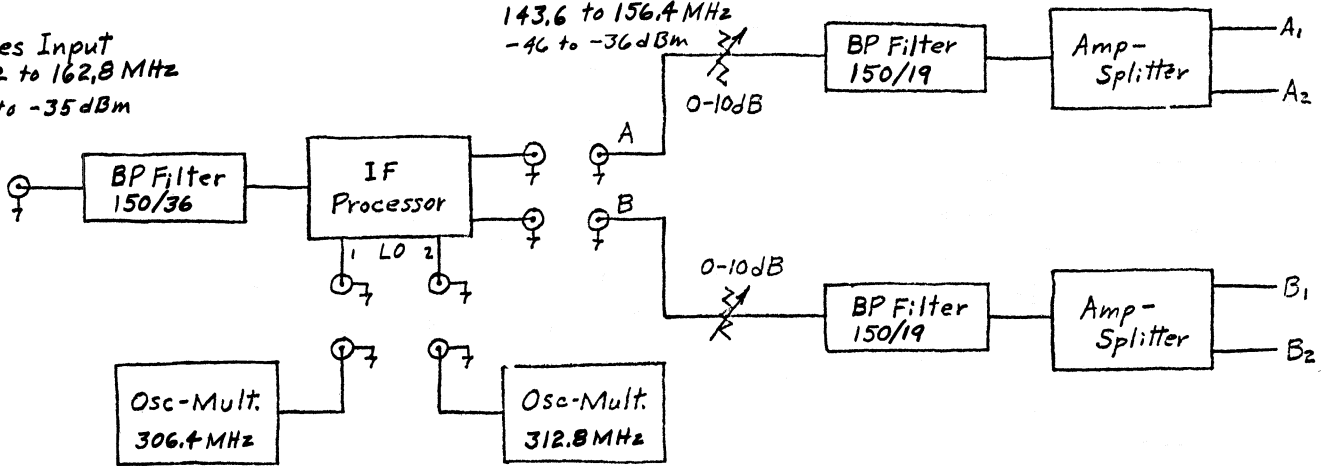 143.6 to 156.4 MHz
-46 to -36 dBm
es Input
2 to 162,8 MHz
to -35 dBm
BP Filter
150/36
IF
Processor
1 LO 2
Osc-Mult.
306.4 MHz
Osc-Mult.
312.8 MHz
A
0-10dB
BP Filter
150/19
Amp-
Splitter
A1
A2
B
0-10dB
BP Filter
150/19
Amp-
Splitter
B1
B2